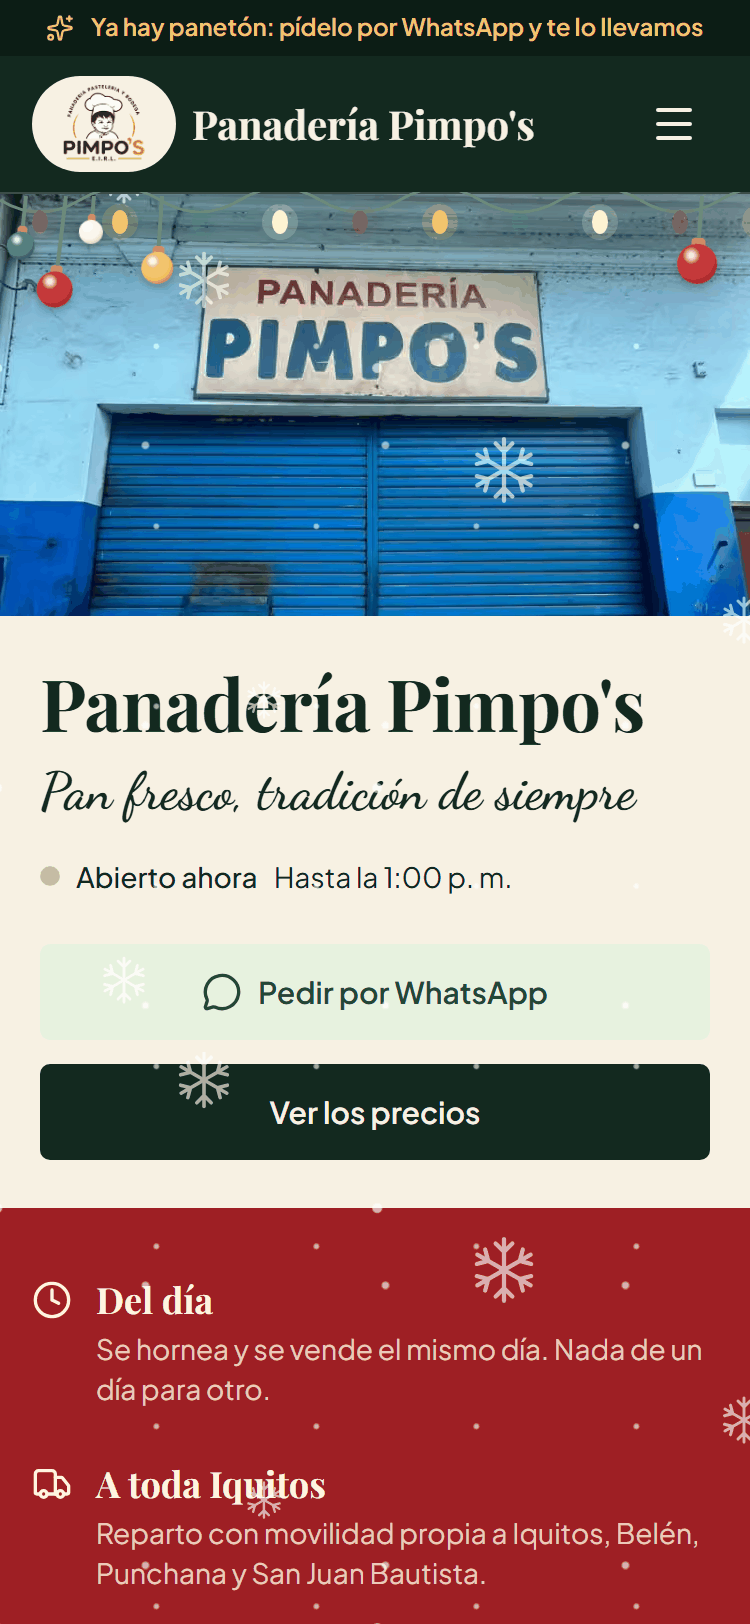 Ya hay panetón: pídelo por WhatsApp y te lo llevamos
PANADERÍA PASTELERÍA Y BODEGA
PIMPO'S
E.I.R.L.
Panadería Pimpo's
PANADERÍA
PIMPO'S
Panadería Pimpo's
Pan fresco, tradición de siempre
Abierto ahora Hasta la 1:00 p. m.
Pedir por WhatsApp
Ver los precios
Del día
Se hornea y se vende el mismo día. Nada de un
día para otro.
A toda Iquitos
Reparto con movilidad propia a Iquitos, Belén,
Punchana y San Juan Bautista.